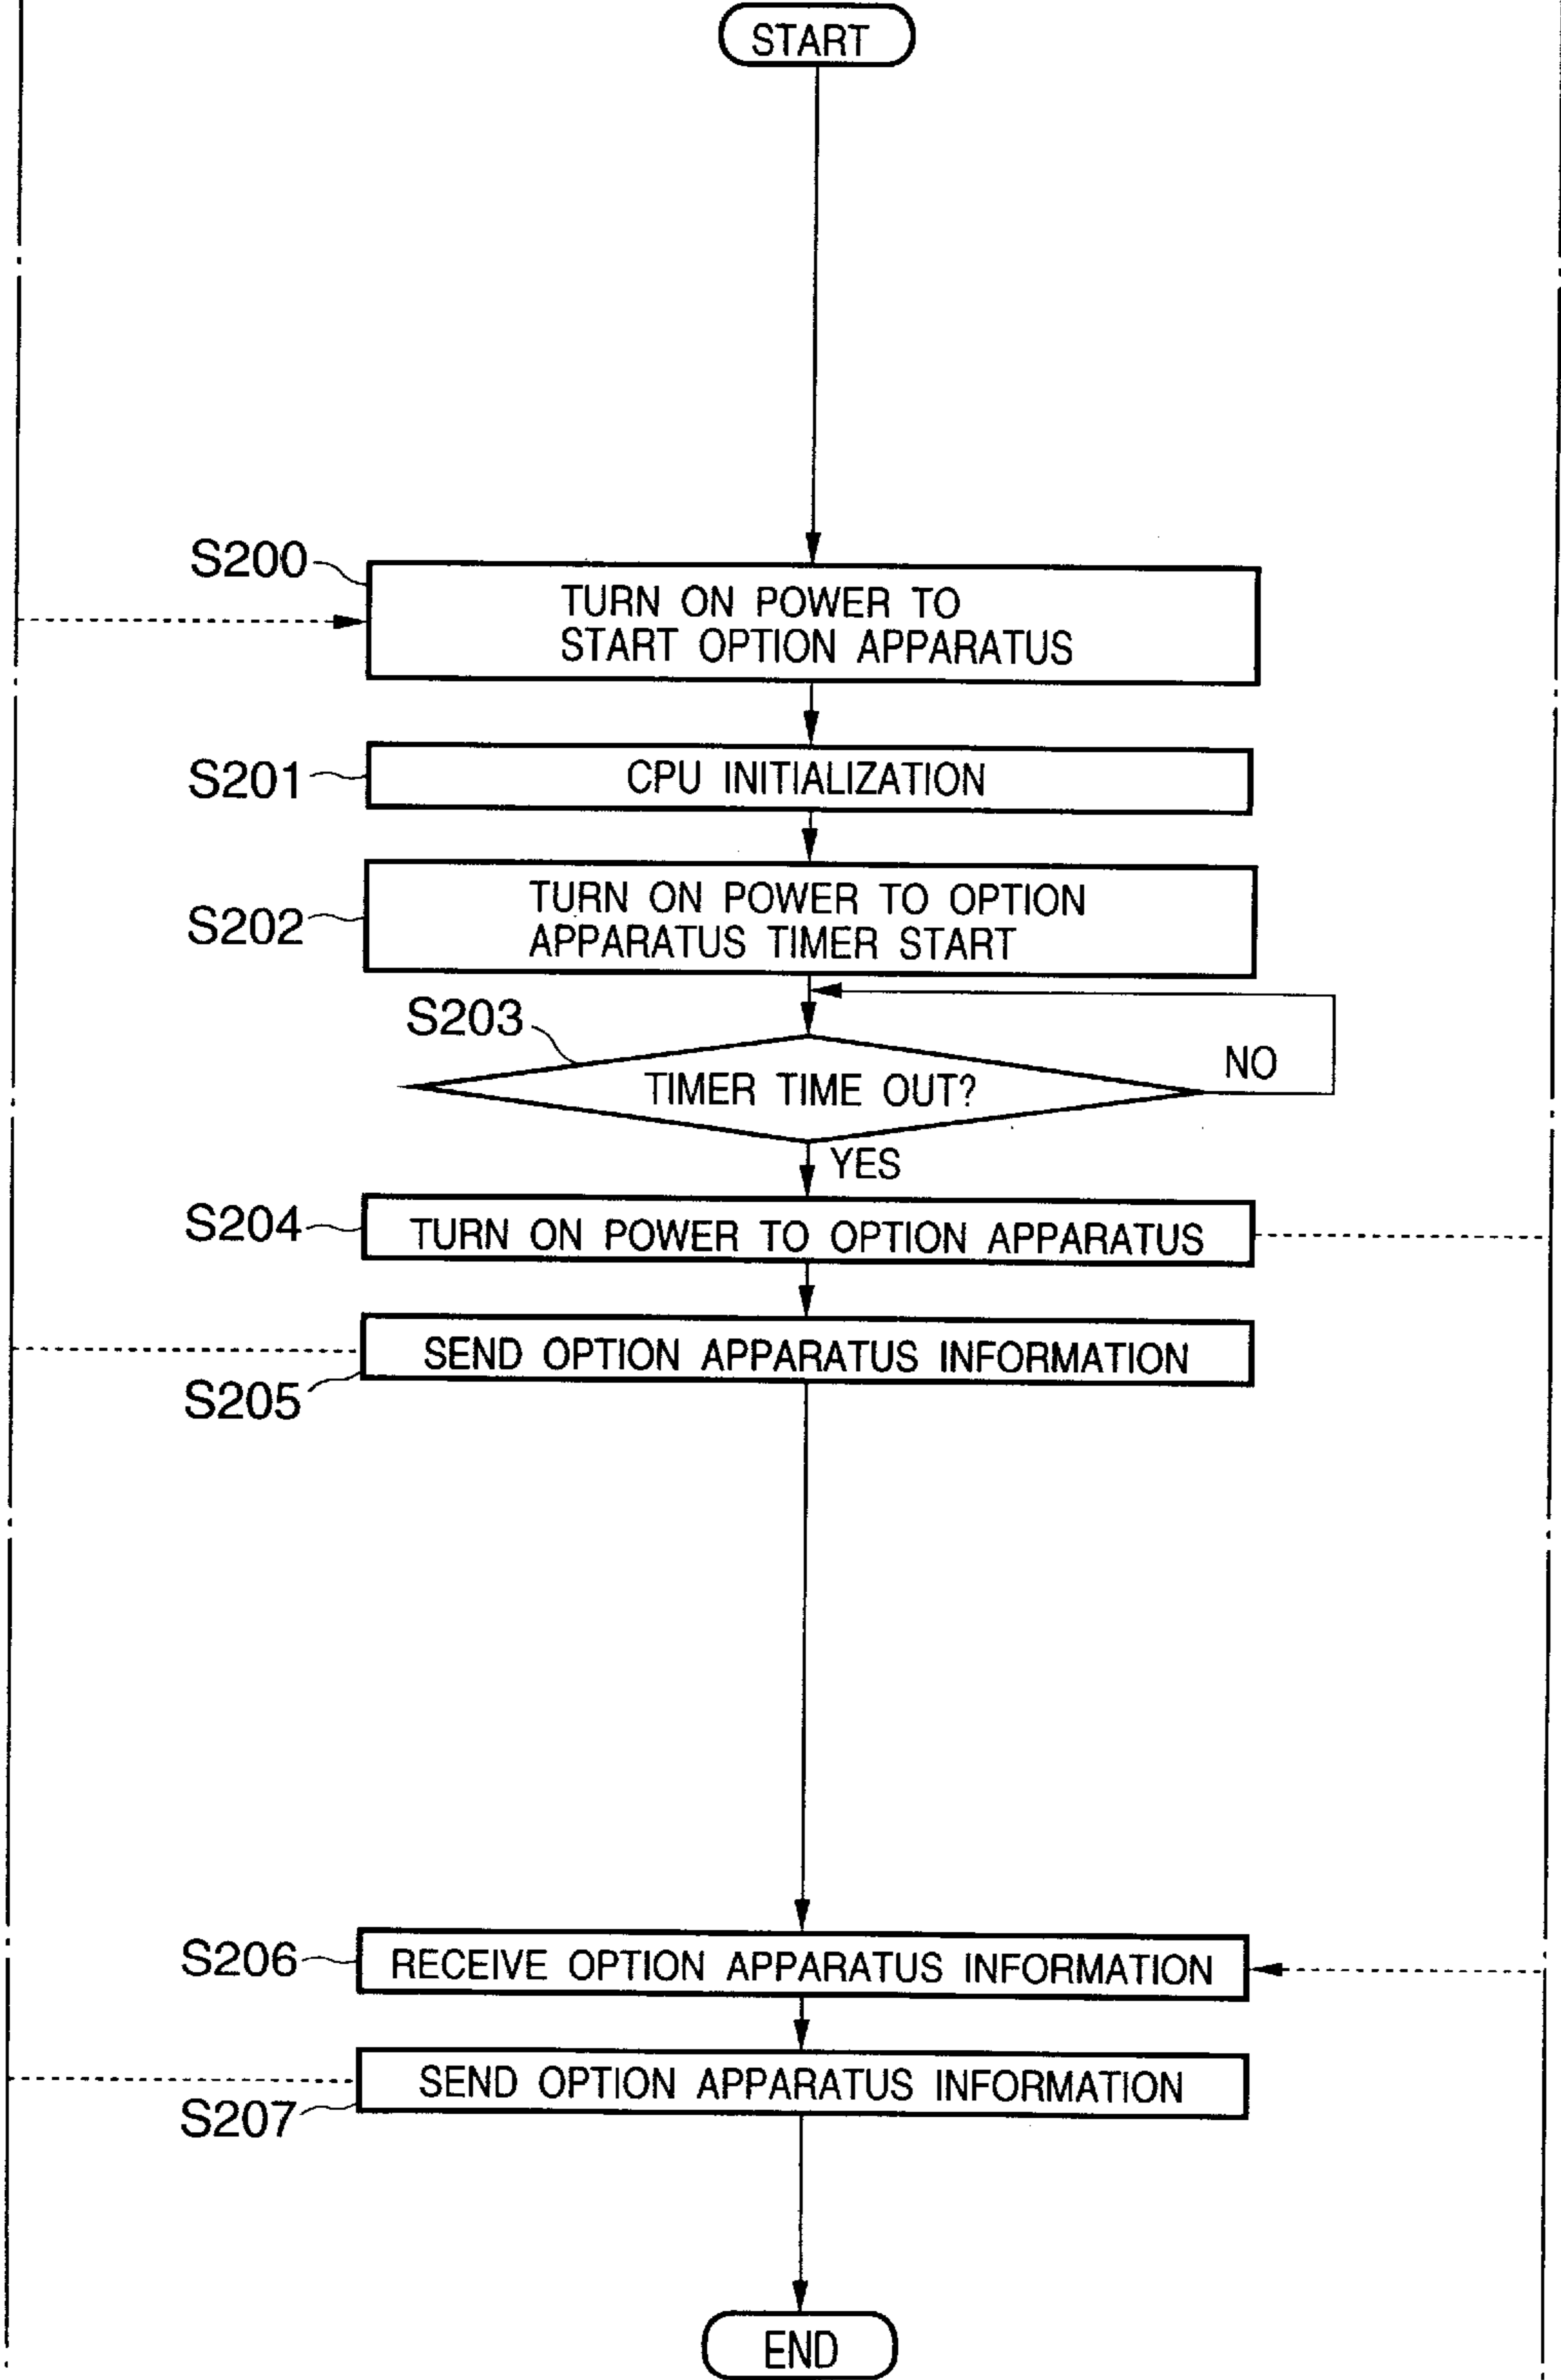 START
S200
TURN ON POWER TO
START OPTION APPARATUS
S201
CPU INITIALIZATION
S202
TURN ON POWER TO OPTION
APPARATUS TIMER START
S203
TIMER TIME OUT?
NO
YES
S204
TURN ON POWER TO OPTION APPARATUS
SEND OPTION APPARATUS INFORMATION
S205
S206
RECEIVE OPTION APPARATUS INFORMATION
SEND OPTION APPARATUS INFORMATION
S207
END